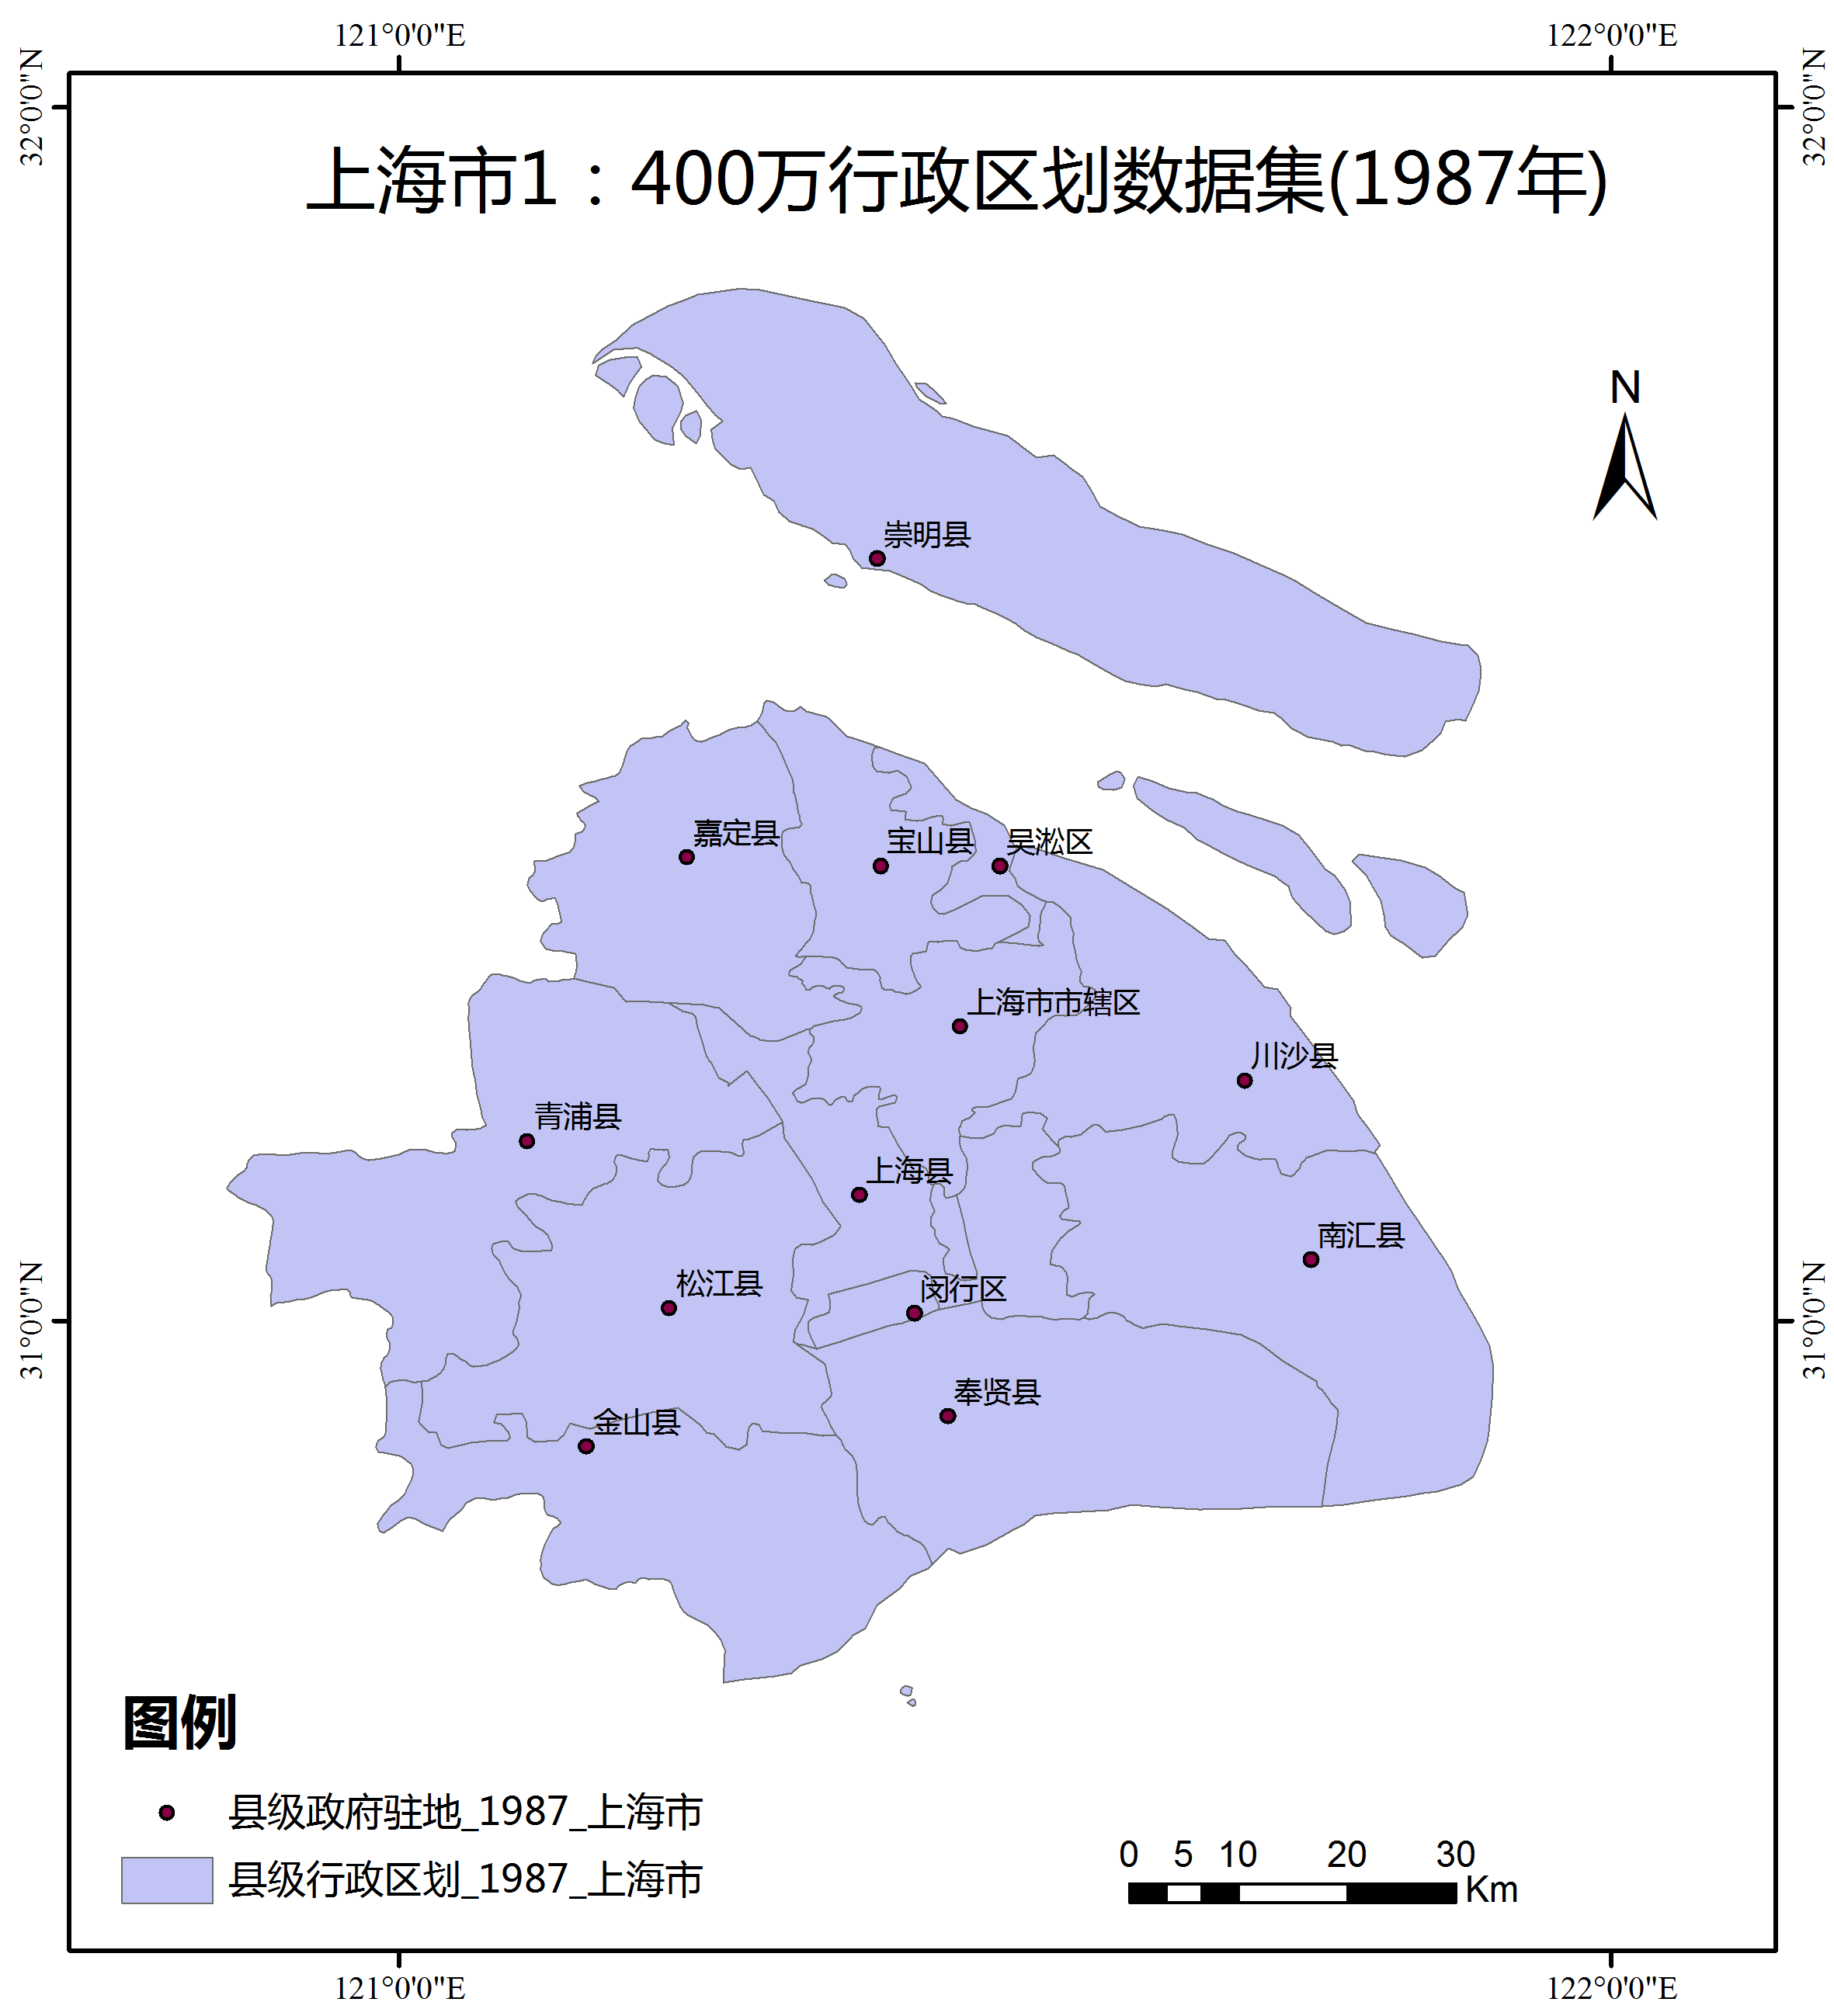 121°0'0"E
122°0'0"E
32°0'0"N
32°0'0"N
上海市1：400万行政区划数据集(1987年)
N
崇明县
嘉定县
宝山县
吴淞区
上海市市辖区
川沙县
青浦县
上海县
南汇县
松江县
闵行区
31°0'0"N
31°0'0"N
奉贤县
金山县
图例
县级政府驻地_1987_上海市
县级行政区划_1987_上海市
0 5 10 20 30
Km
121°0'0"E
122°0'0"E